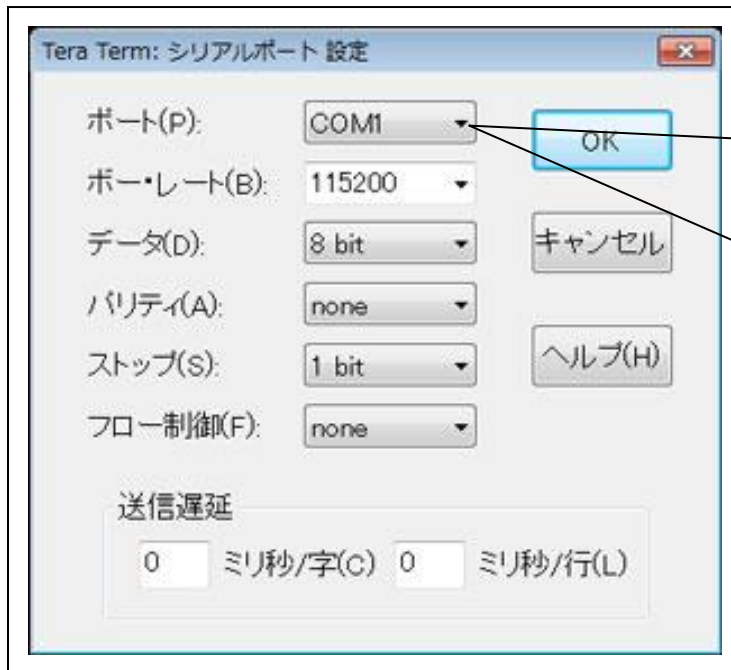 Tera Term: シリアルポート 設定
ポート(P): COM1 OK
ボー・レート(B): 115200
データ(D): 8 bit キャンセル
パリティ(A): none
ストップ(S): 1 bit ヘルプ(H)
フロー制御(F): none
送信遅延
0 ミリ秒/字(C) 0 ミリ秒/行(L)